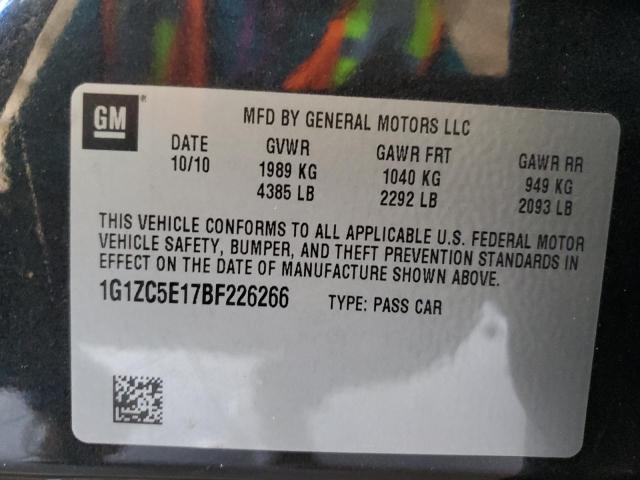 GM ®
MFD BY GENERAL MOTORS LLC
DATE GVWR GAWR FRT GAWR RR
10/10 1989 KG 1040 KG 949 KG
4385 LB 2292 LB 2093 LB
THIS VEHICLE CONFORMS TO ALL APPLICABLE U.S. FEDERAL MOTOR
VEHICLE SAFETY, BUMPER, AND THEFT PREVENTION STANDARDS IN
EFFECT ON THE DATE OF MANUFACTURE SHOWN ABOVE.
1G1ZC5E17BF226266 TYPE: PASS CAR